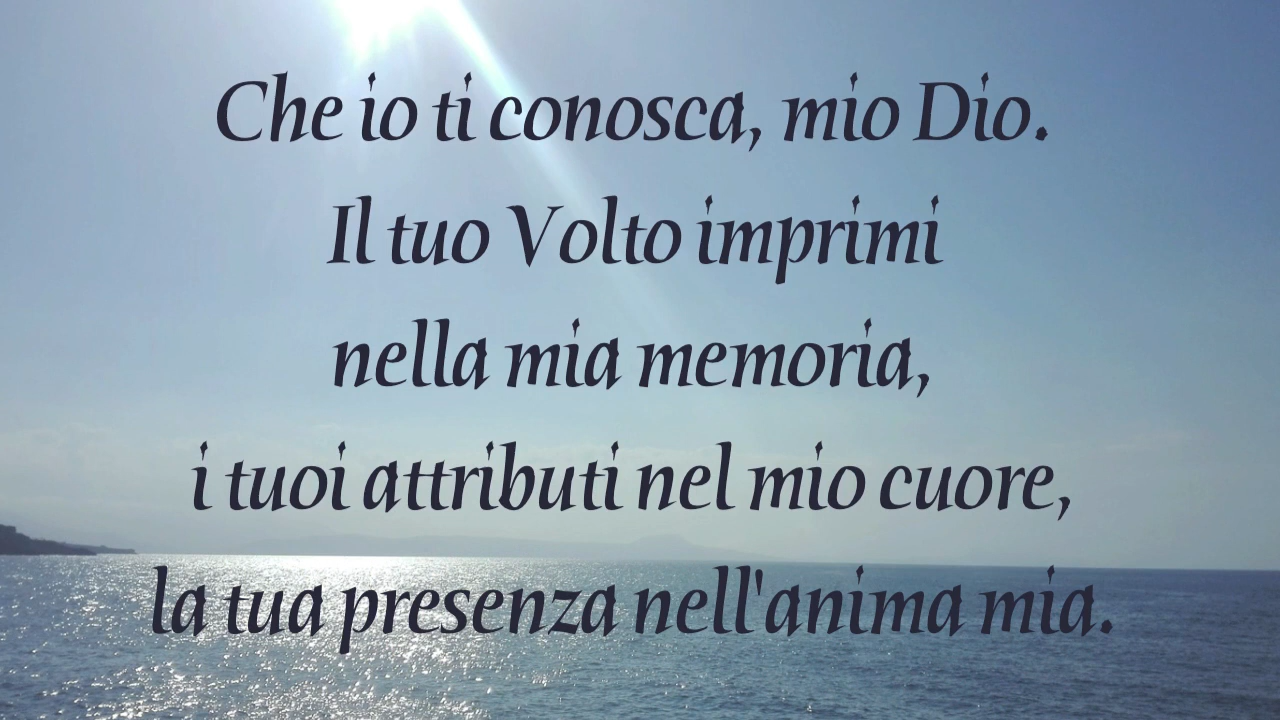 Che io ti conosca, mio Dio.
Il tuo Volto imprimi
nella mia memoria,
i tuoi attributi nel mio cuore,
la tua presenza nell'anima mia.